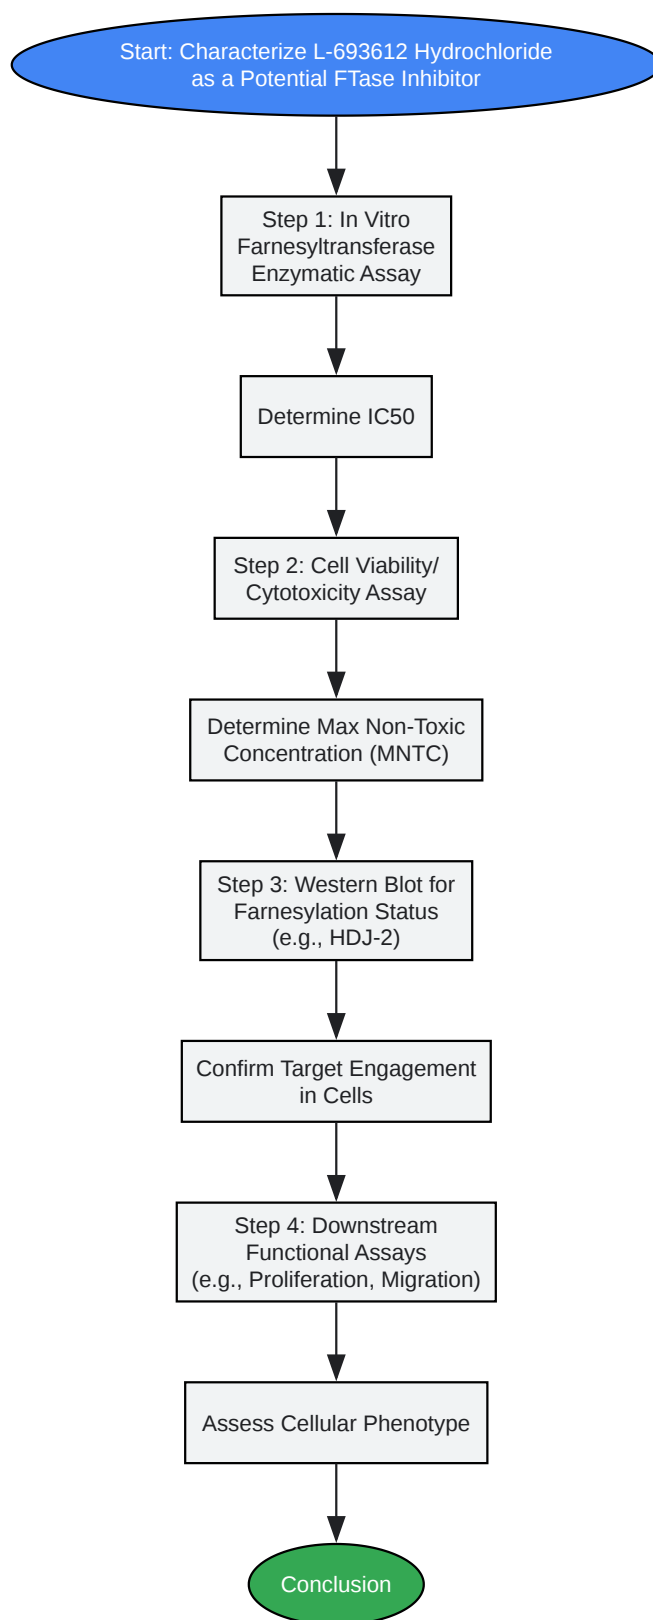 Start: Characterize L-693612 Hydrochloride
as a Potential FTase Inhibitor
Step 1: In Vitro
Farnesyltransferase
Enzymatic Assay
Determine IC50
Step 2: Cell Viability/
Cytotoxicity Assay
Determine Max Non-Toxic
Concentration (MNTC)
Step 3: Western Blot for
Farnesylation Status
(e.g., HDJ-2)
Confirm Target Engagement
in Cells
Step 4: Downstream
Functional Assays
(e.g., Proliferation, Migration)
Assess Cellular Phenotype
Conclusion